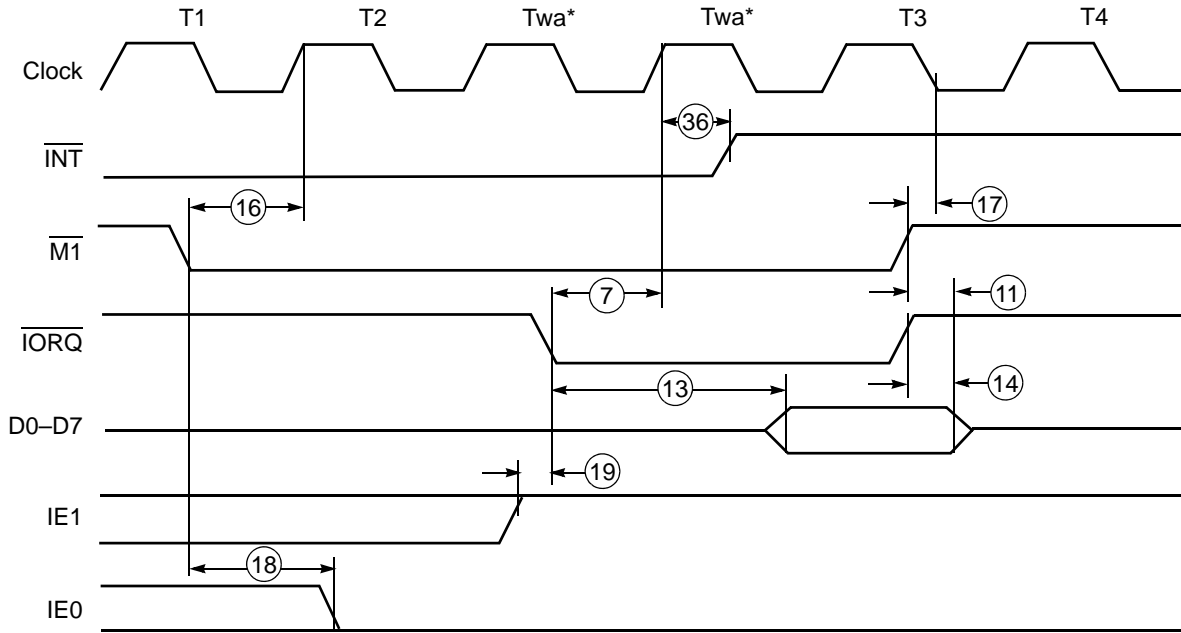 T1 T2 Twa* Twa* T3 T4
Clock
36
INT
16
17
M1
7
11
IORQ
13
14
D0–D7
19
IE1
18
IE0